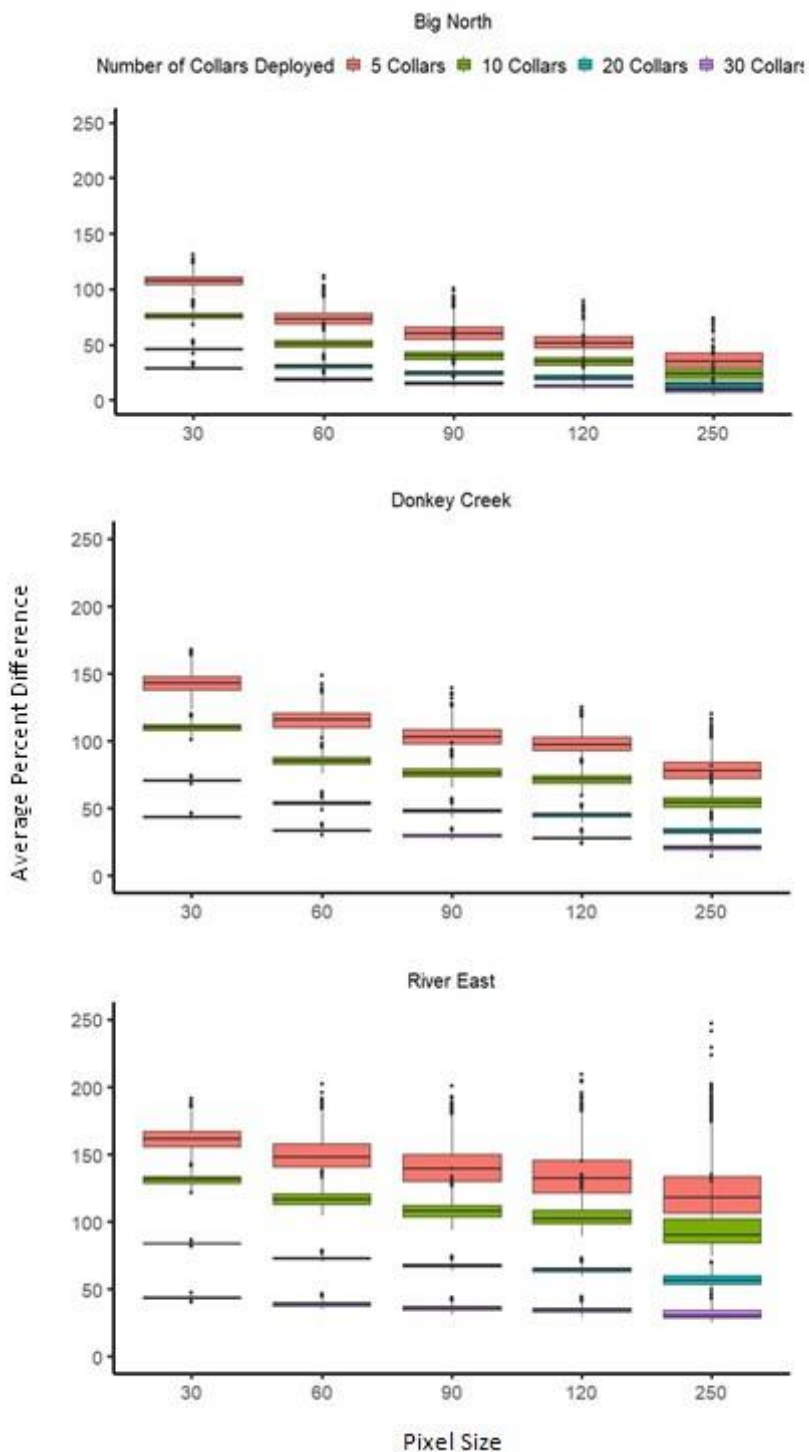 Big North
Number of Collars Deployed 5 Collars 10 Collars 20 Collars 30 Collars
250
200
150
100
50
0
30 60 90 120 250
Donkey Creek
250
200
150
100
50
0
30 60 90 120 250
Average Percent Difference
River East
250
200
150
100
50
0
30 60 90 120 250
Pixel Size